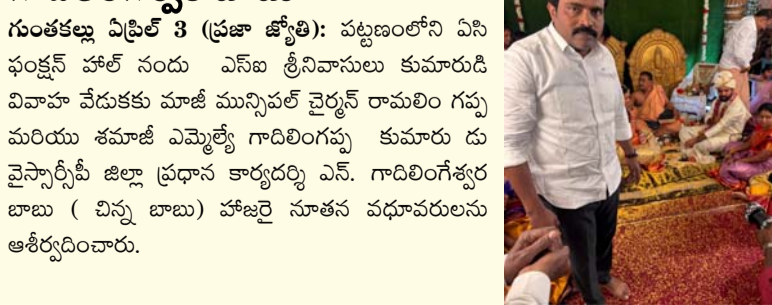 గుంతకల్లు ఏప్రిల్ 3 (ప్రజా జ్యోతి): పట్టణంలోని ఏసి
ఫంక్షన్ హాల్ నందు ఎస్ఐ శ్రీనివాసులు కుమారుడి
వివాహ వేడుకకు మాజీ మున్సిపల్ చైర్మన్ రామలిం గప్ప
మరియు శమాజీ ఎమ్మెల్యే గాదిలింగప్ప కుమారు డు
వైస్సార్సీపీ జిల్లా ప్రధాన కార్యదర్శి ఎన్. గాదిలింగేశ్వర
బాబు ( చిన్న బాబు) హాజరై నూతన వధూవరులను
ఆశీర్వదించారు.